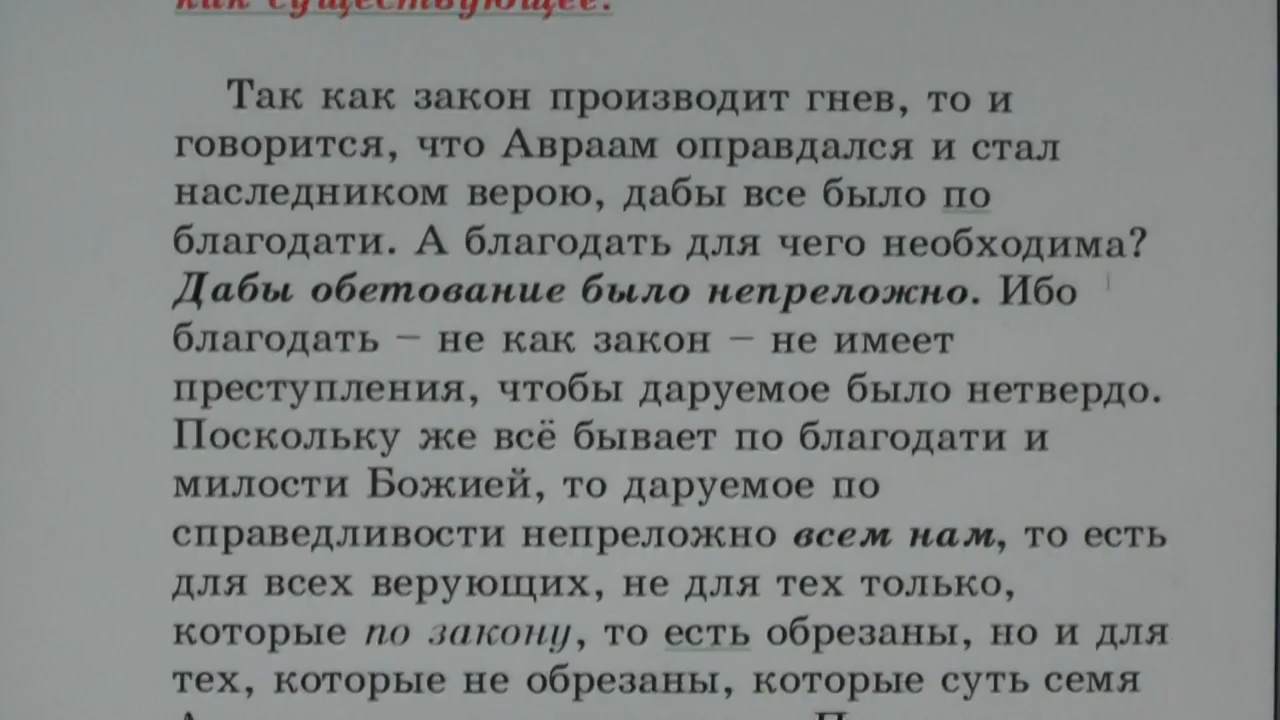 как существующее.
Так как закон производит гнев, то и
говорится, что Авраам оправдался и стал
наследником верою, дабы все было по
благодати. А благодать для чего необходима?
Дабы обетование было непреложно. Ибо
благодать – не как закон – не имеет
преступления, чтобы даруемое было нетвердо.
Поскольку же всё бывает по благодати и
милости Божией, то даруемое по
справедливости непреложно всем нам, то есть
для всех верующих, не для тех только,
которые по закону, то есть обрезаны, но и для
тех, которые не обрезаны, которые суть семя